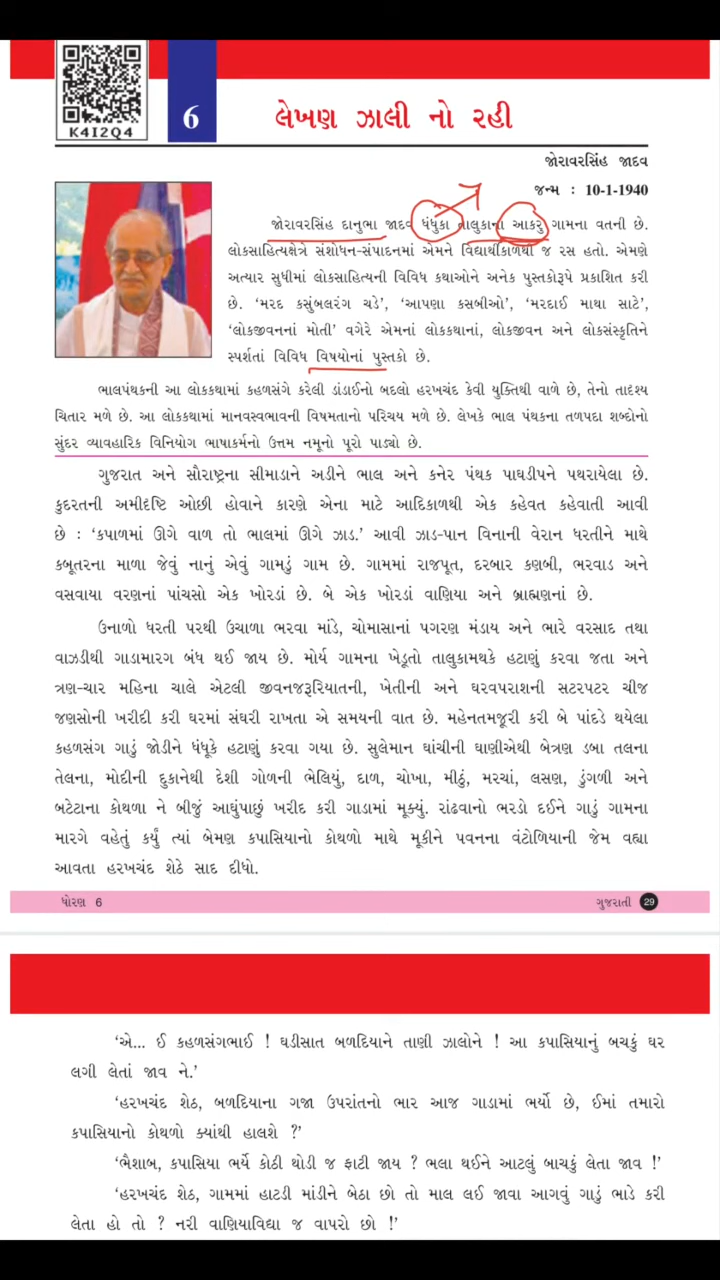 K4I2Q4
6
લેખણ ઝાલી નો રહી
જોરાવરસિંહ જાદવ
જન્મ : 10-1-1940
જોરાવરસિંહ દાનુભા જાદવ ધંધુકા તાલુકાના આકરુ ગામના વતની છે.
લોકસાહિત્યક્ષેત્રે સંશોધન-સંપાદનમાં એમને વિદ્યાર્થીકાળથી જ રસ હતો. એમણે
અત્યાર સુધીમાં લોકસાહિત્યની વિવિધ કથાઓને અનેક પુસ્તકોરૂપે પ્રકાશિત કરી
છે. ‘મરદ કસુંબલરંગ ચડે’, ‘આપણા કસબીઓ’, ‘મરદાઈ માથા સાટે’,
‘લોકજીવનનાં મોતી’ વગેરે એમનાં લોકકથાનાં, લોકજીવન અને લોકસંસ્કૃતિને
સ્પર્શતાં વિવિધ વિષયોનાં પુસ્તકો છે.
ભાલપંથકની આ લોકકથામાં કહળસંગે કરેલી ડાંડાઈનો બદલો હરખચંદ કેવી યુક્તિથી વાળે છે, તેનો તાદૃશ્ય
ચિતાર મળે છે. આ લોકકથામાં માનવસ્વભાવની વિષમતાનો પરિચય મળે છે. લેખકે ભાલ પંથકના તળપદા શબ્દોનો
સુંદર વ્યાવહારિક વિનિયોગ ભાષાકર્મનો ઉત્તમ નમૂનો પૂરો પાડ્યો છે.
ગુજરાત અને સૌરાષ્ટ્રના સીમાડાને અડીને ભાલ અને કનેર પંથક પાઘડીપને પથરાયેલા છે.
કુદરતની અમીદૃષ્ટિ ઓછી હોવાને કારણે એના માટે આદિકાળથી એક કહેવત કહેવાતી આવી
છે : ‘કપાળમાં ઊગે વાળ તો ભાલમાં ઊગે ઝાડ.’ આવી ઝાડ-પાન વિનાની વેરાન ધરતીને માથે
કબૂતરના માળા જેવું નાનું એવું ગામડું ગામ છે. ગામમાં રાજપૂત, દરબાર કણબી, ભરવાડ અને
વસવાયા વરણનાં પાંચસો એક ખોરડાં છે. બે એક ખોરડાં વાણિયા અને બ્રાહ્મણનાં છે.
ઉનાળો ધરતી પરથી ઉચાળા ભરવા માંડે, ચોમાસાનાં પગરણ મંડાય અને ભારે વરસાદ તથા
વાઝડીથી ગાડામારગ બંધ થઈ જાય છે. મોર્ય ગામના ખેડૂતો તાલુકામથકે હટાણું કરવા જતા અને
ત્રણ-ચાર મહિના ચાલે એટલી જીવનજરૂરિયાતની, ખેતીની અને ઘરવપરાશની સટરપટર ચીજ
જણસોની ખરીદી કરી ઘરમાં સંઘરી રાખતા એ સમયની વાત છે. મહેનતમજૂરી કરી બે પાંદડે થયેલા
કહળસંગ ગાડું જોડીને ધંધૂકે હટાણું કરવા ગયા છે. સુલેમાન ઘાંચીની ઘાણીએથી બેત્રણ ડબા તલના
તેલના, મોદીની દુકાનેથી દેશી ગોળની ભેલિયું, દાળ, ચોખા, મીઠું, મરચાં, લસણ, ડુંગળી અને
બટેટાના કોથળા ને બીજું આઘુંપાછું ખરીદ કરી ગાડામાં મૂક્યું. રાંઢવાનો ભરડો દઈને ગાડું ગામના
મારગે વહેતું કર્યું ત્યાં બેમણ કપાસિયાનો કોથળો માથે મૂકીને પવનના વંટોળિયાની જેમ વહ્યા
આવતા હરખચંદ શેઠે સાદ દીધો.
ધોરણ 6
ગુજરાતી 29
‘એ... ઈ કહળસંગભાઈ ! ઘડીસાત બળદિયાને તાણી ઝાલોને ! આ કપાસિયાનું બચકું ઘર
લગી લેતાં જાવ ને.’
‘હરખચંદ શેઠ, બળદિયાના ગજા ઉપરાંતનો ભાર આજ ગાડામાં ભર્યો છે, ઈમાં તમારો
કપાસિયાનો કોથળો ક્યાંથી હાલશે ?’
‘ભૈશાબ, કપાસિયા ભર્યે કોઠી થોડી જ ફાટી જાય ? ભલા થઈને આટલું બાચકું લેતા જાવ !’
‘હરખચંદ શેઠ, ગામમાં હાટડી માંડીને બેઠા છો તો માલ લઈ જાવા આગવું ગાડું ભાડે કરી
લેતા હો તો ? નરી વાણિયાવિદ્યા જ વાપરો છો !’